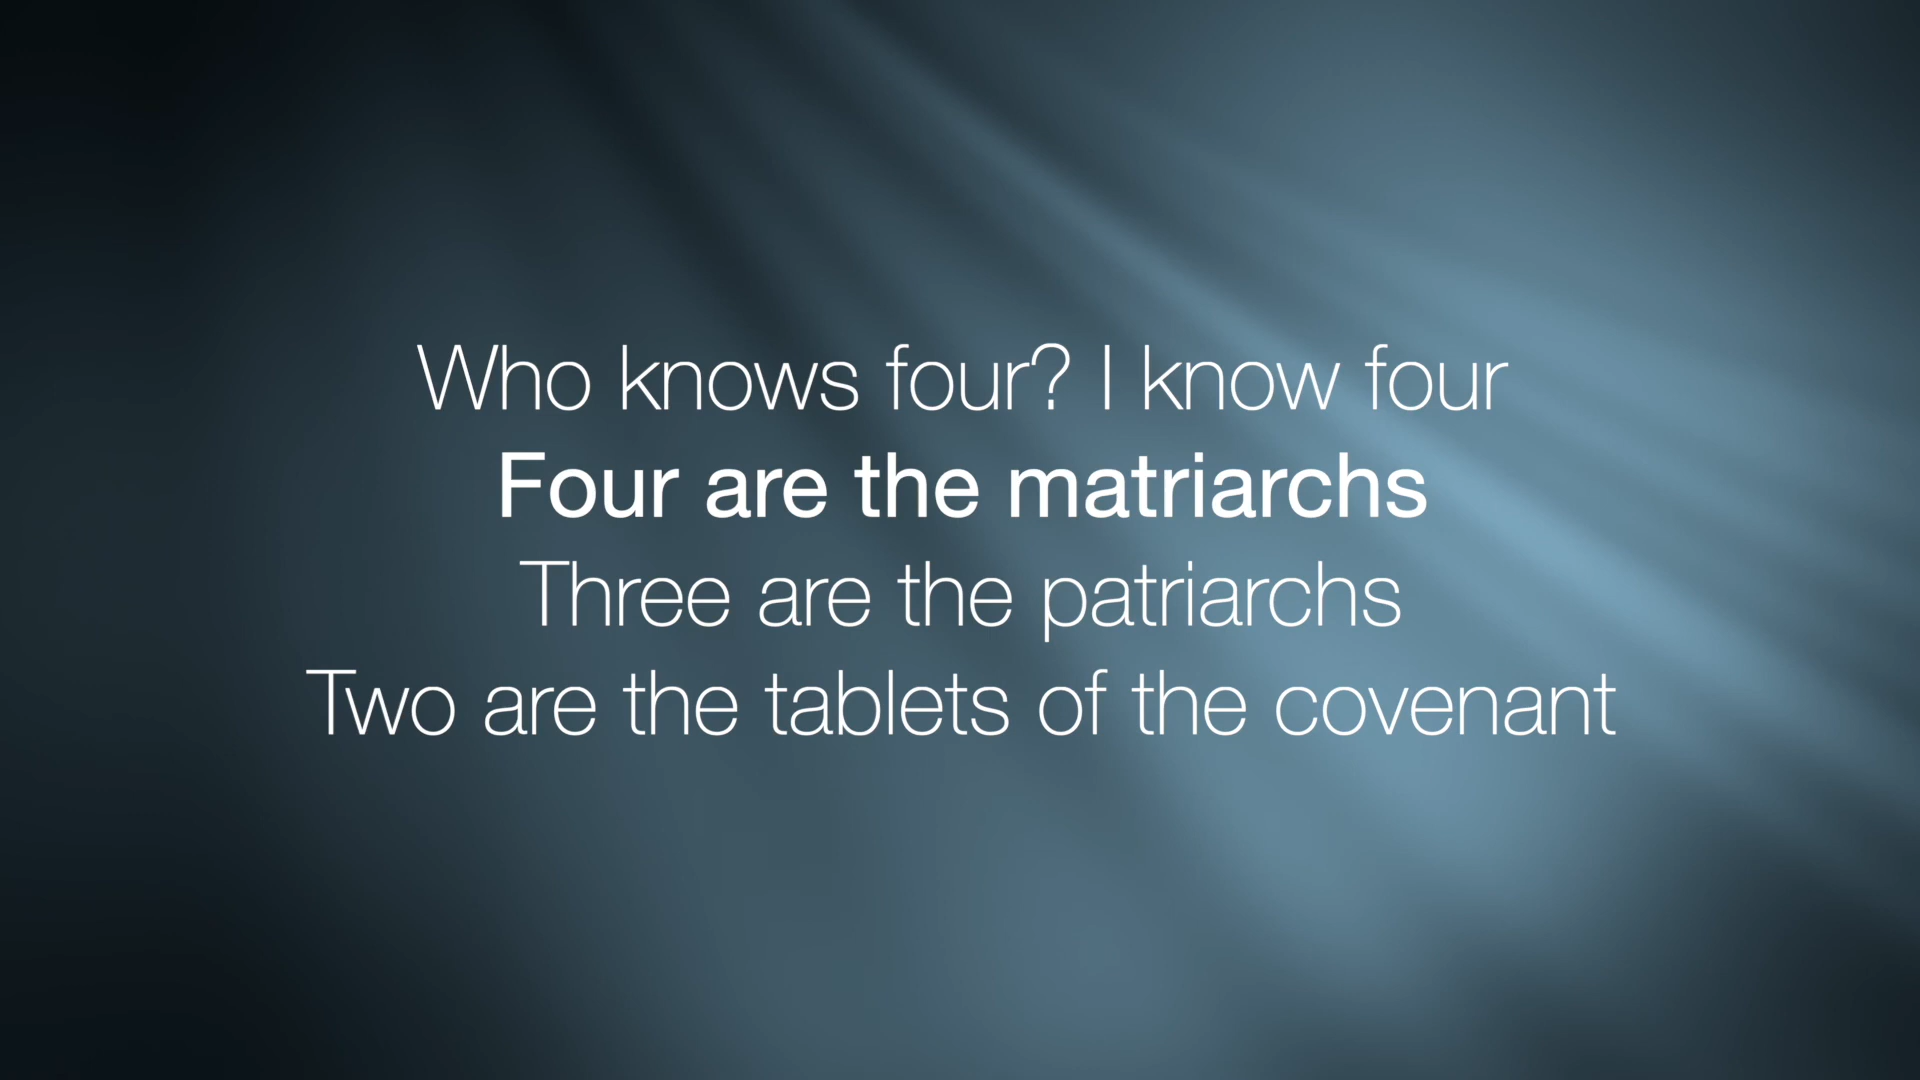 Who knows four? I know four
Four are the matriarchs
Three are the patriarchs
Two are the tablets of the covenant